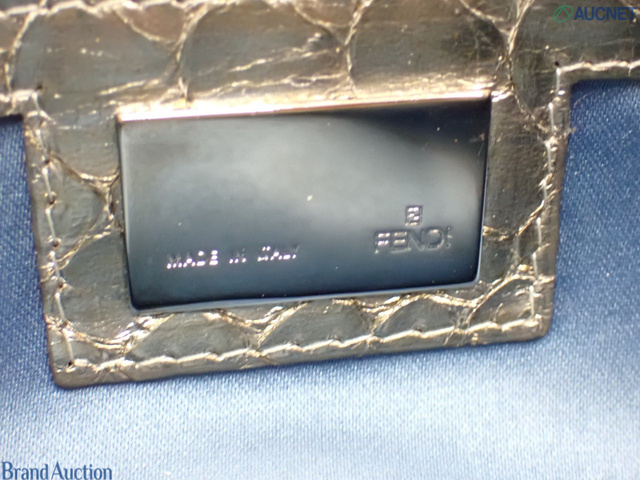 AUCNET
MADE IN ITALY
FENDI
Brand Auction